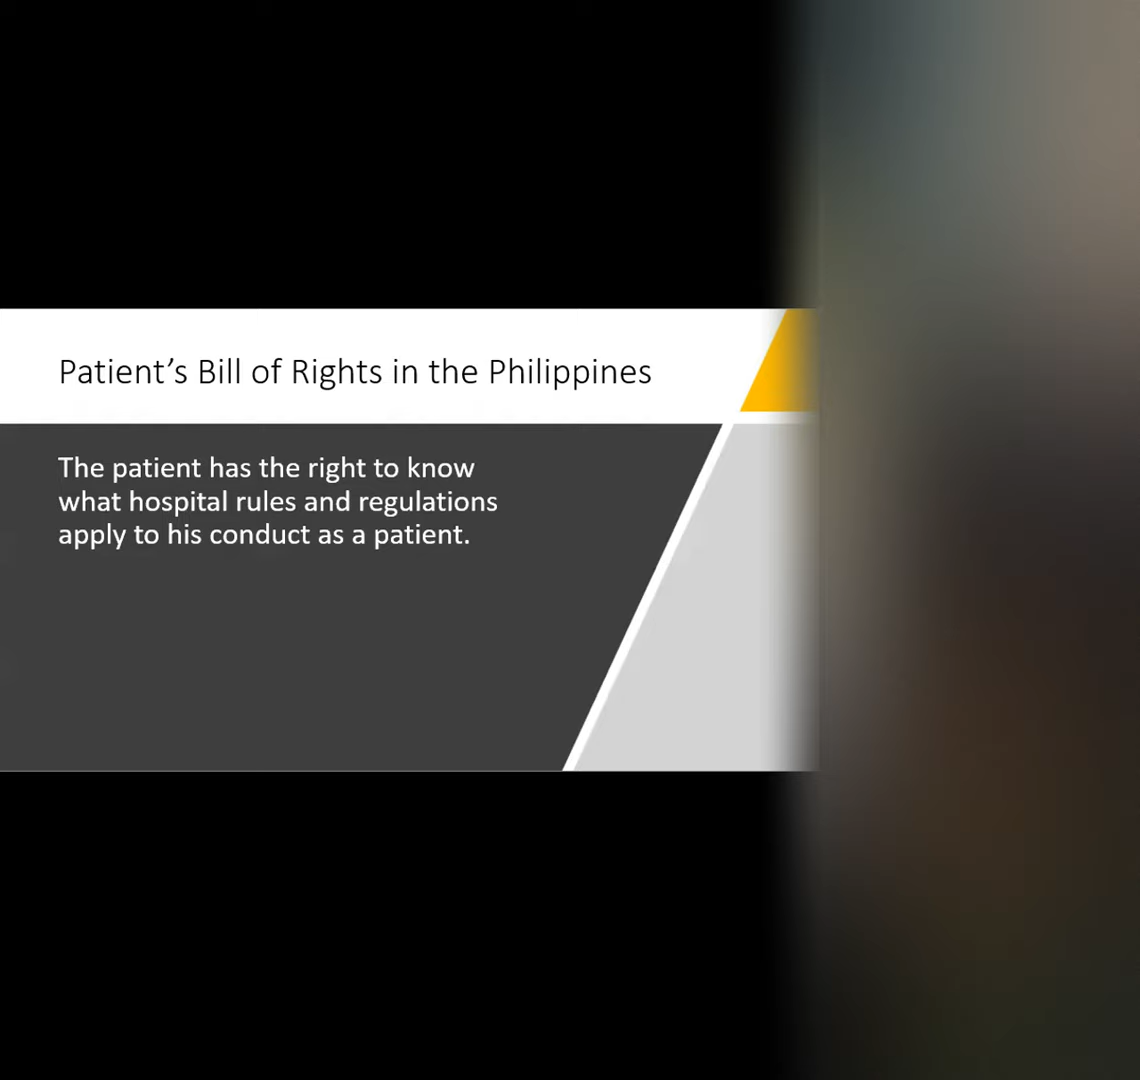 Patient’s Bill of Rights in the Philippines
The patient has the right to know
what hospital rules and regulations
apply to his conduct as a patient.